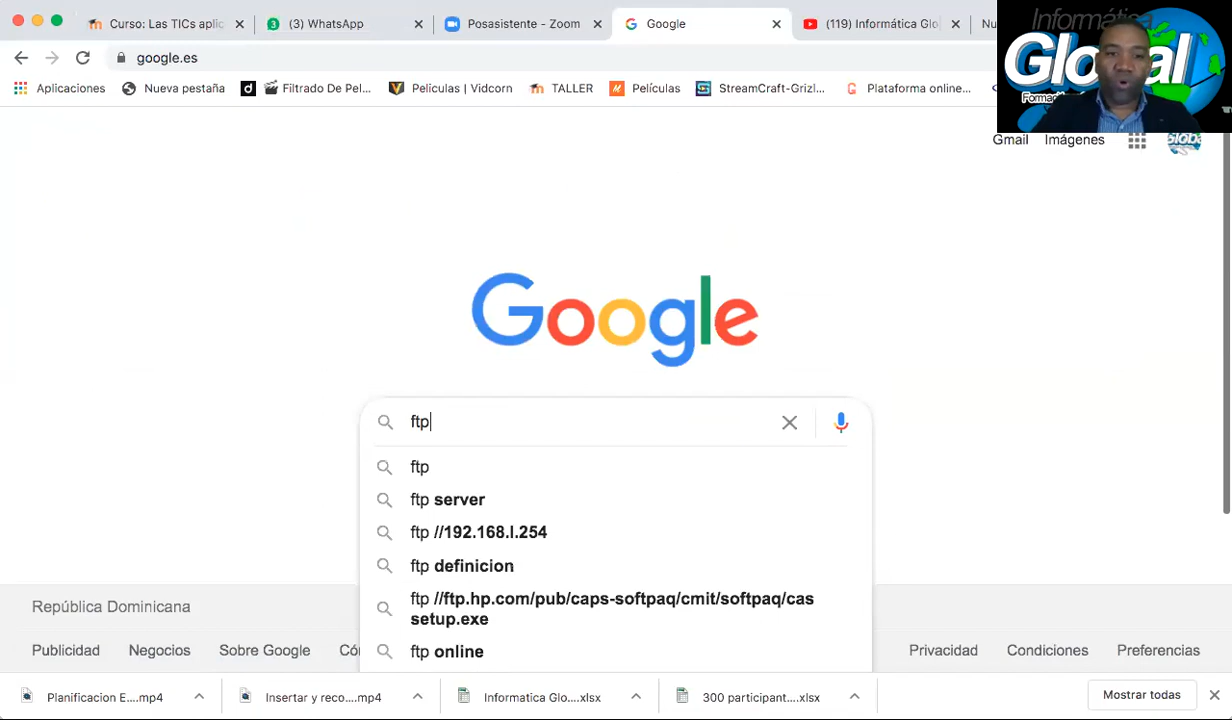 Curso: Las TICs aplic
(3) WhatsApp
Posasistente - Zoom
Google
(119) Informática Glo
Nu
google.es
Aplicaciones
Nueva pestaña
Filtrado De Pel...
Peliculas | Vidcorn
TALLER
Películas
StreamCraft-Grizl...
Plataforma online...
Informática
Global
Gmail
Imágenes
Google
ftp
ftp
ftp server
ftp //192.168.l.254
ftp definicion
ftp //ftp.hp.com/pub/caps-softpaq/cmit/softpaq/cas
setup.exe
ftp online
República Dominicana
Publicidad
Negocios
Sobre Google
Privacidad
Condiciones
Preferencias
Planificacion E....mp4
Insertar y reco....mp4
Informatica Glo....xlsx
300 participant....xlsx
Mostrar todas